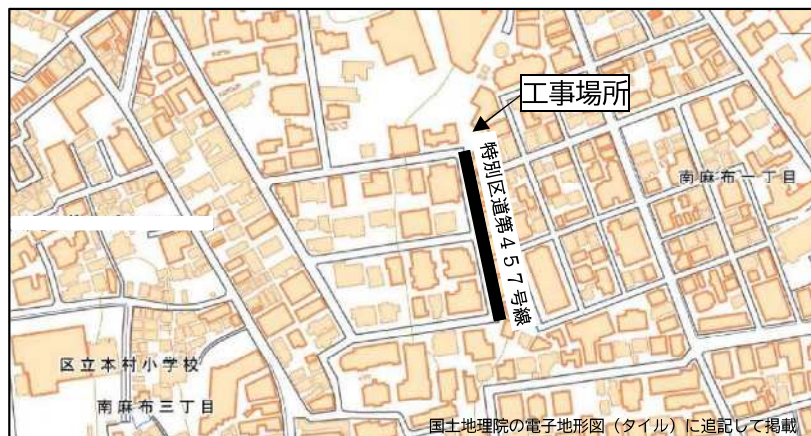 工事場所
特別区道第457号線
南麻布一丁目
区立本村小学校
南麻布三丁目
国土地理院の電子地形図（タイル）に追記して掲載